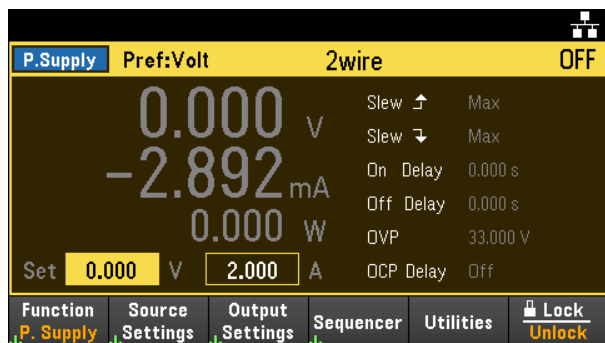 P.Supply Pref:Volt 2wire OFF
0.000 V
-2.892 mA
0.000 W
Set 0.000 V 2.000 A
Slew Max
Slew Max
On Delay 0.000 s
Off Delay 0.000 s
OVP 33.000 V
OCP Delay Off
Function Source Output Sequencer Utilities Lock
P. Supply Settings Settings Unlock